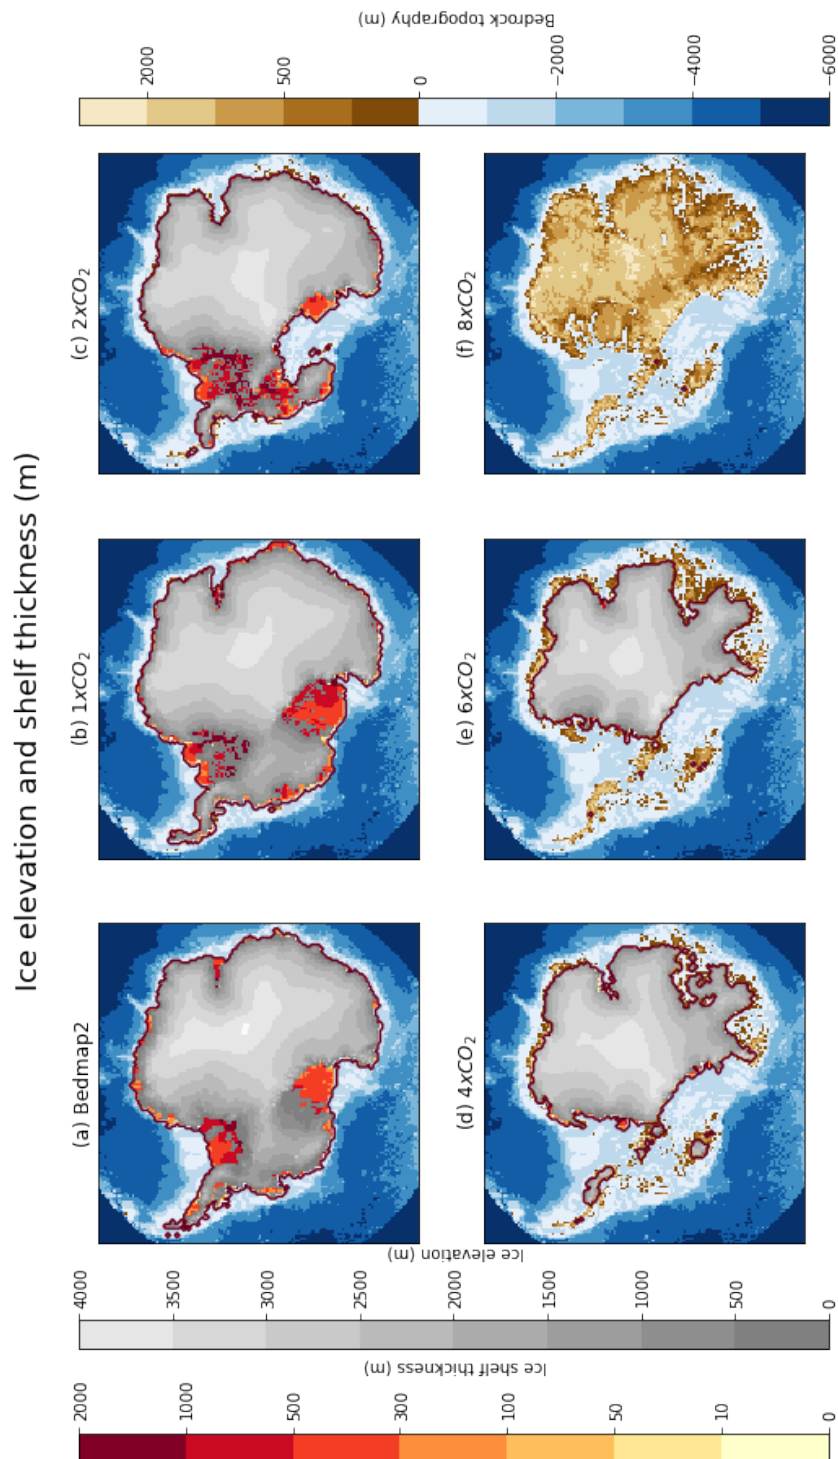 Ice elevation and shelf thickness (m)
(a) Bedmap2
(b) 1xCO2
(c) 2xCO2
(d) 4xCO2
(e) 6xCO2
(f) 8xCO2
2000
1000
500
300
100
50
10
0
Ice shelf thickness (m)
4000
3500
3000
2500
2000
1500
1000
500
0
Ice elevation (m)
2000
500
0
−2000
−4000
−6000
Bedrock topography (m)